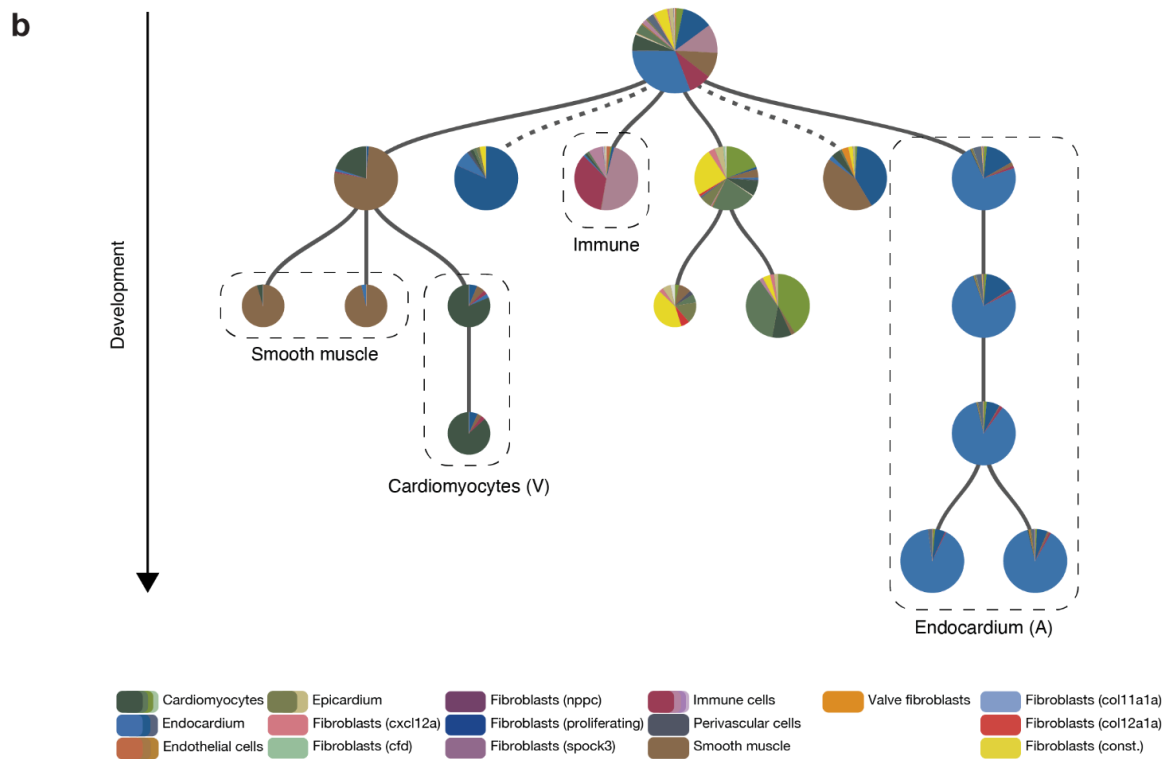 b
Development
Immune
Smooth muscle
Cardiomyocytes (V)
Endocardium (A)
Cardiomyocytes
Endocardium
Endothelial cells
Epicardium
Fibroblasts (cxcl12a)
Fibroblasts (cfd)
Fibroblasts (nppc)
Fibroblasts (proliferating)
Fibroblasts (spock3)
Immune cells
Perivascular cells
Smooth muscle
Valve fibroblasts
Fibroblasts (col11a1a)
Fibroblasts (col12a1a)
Fibroblasts (const.)